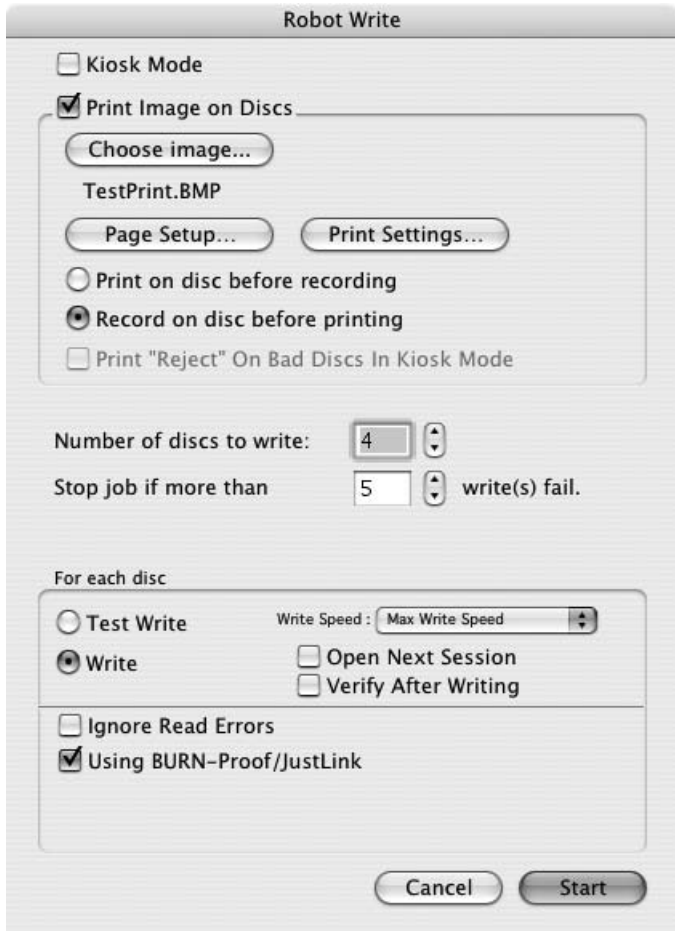 Robot Write
Kiosk Mode
Print Image on Discs
Choose image...
TestPrint.BMP
Page Setup... Print Settings...
Print on disc before recording
Record on disc before printing
Print "Reject" On Bad Discs In Kiosk Mode
Number of discs to write: 4
Stop job if more than 5 write(s) fail.
For each disc
Test Write Write Speed : Max Write Speed
Write Open Next Session
Verify After Writing
Ignore Read Errors
Using BURN-Proof/JustLink
Cancel Start